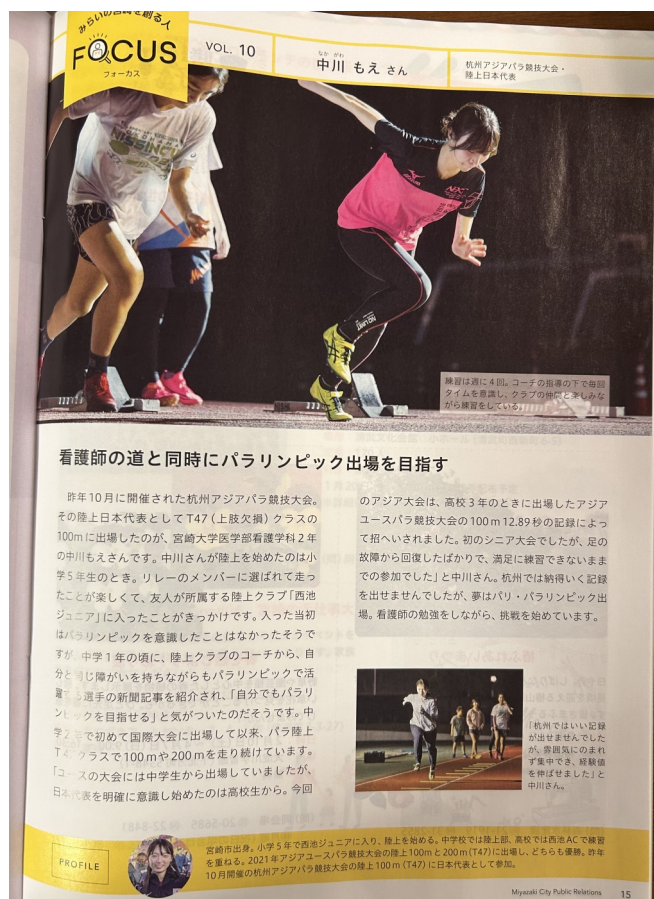 みらいの宮崎を創る人
FOCUS
フォーカス
VOL. 10
なか がわ
中川 もえ さん
杭州アジアパラ競技大会・
陸上日本代表
練習は週に4回。コーチの指導の下で毎回
タイムを意識し、クラブの仲間と楽しみな
がら練習をしている。
看護師の道と同時にパラリンピック出場を目指す
昨年10月に開催された杭州アジアパラ競技大会。
その陸上日本代表としてT47(上肢欠損)クラスの
100mに出場したのが、宮崎大学医学部看護学科2年
の中川もえさんです。中川さんが陸上を始めたのは小
学5年生のとき。リレーのメンバーに選ばれて走っ
たことが楽しくて、友人が所属する陸上クラブ「西池
ジュニア」に入ったことがきっかけです。入った当初
はパラリンピックを意識したことはなかったそうで
すが、中学1年の頃に、陸上クラブのコーチから、自
分と同じ障がいを持ちながらもパラリンピックで活
躍する選手の新聞記事を紹介され、「自分でもパラリ
ンピックを目指せる」と気がついたのだそうです。中
学2年で初めて国際大会に出場して以来、パラ陸上
T47クラスで100mや200mを走り続けています。
「ユースの大会には中学生から出場していましたが、
日本代表を明確に意識し始めたのは高校生から。今回
のアジア大会は、高校3年のときに出場したアジア
ユースパラ競技大会の100m 12.89秒の記録によっ
て招へいされました。初のシニア大会でしたが、足の
故障から回復したばかりで、満足に練習できないまま
での参加でした」と中川さん。杭州では納得いく記録
を出せませんでしたが、夢はパリ・パラリンピック出
場。看護師の勉強をしながら、挑戦を始めています。
「杭州ではいい記録
が出せませんでした
が、雰囲気にのまれ
ず集中でき、経験値
を伸ばせました」と
中川さん。
PROFILE
宮崎市出身。小学5年で西池ジュニアに入り、陸上を始める。中学校では陸上部、高校では西池ACで練習
を重ねる。2021年アジアユースパラ競技大会の陸上100mと200m(T47)に出場し、どちらも優勝。昨年
10月開催の杭州アジアパラ競技大会の陸上100m(T47)に日本代表として参加。
Miyazaki City Public Relations 15